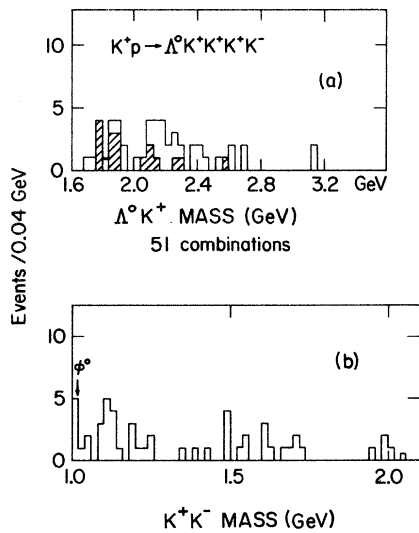 K⁺p→Λ⁰K⁺K⁺K⁺K⁻
(a)
10
5
0
1.6 2.0 2.4 2.8 3.2 GeV
Λ⁰K⁺ MASS (GeV)
51 combinations
Events/0.04 GeV
(b)
10
5
0
φ⁰
1.0 1.5 2.0
K⁺K⁻ MASS (GeV)